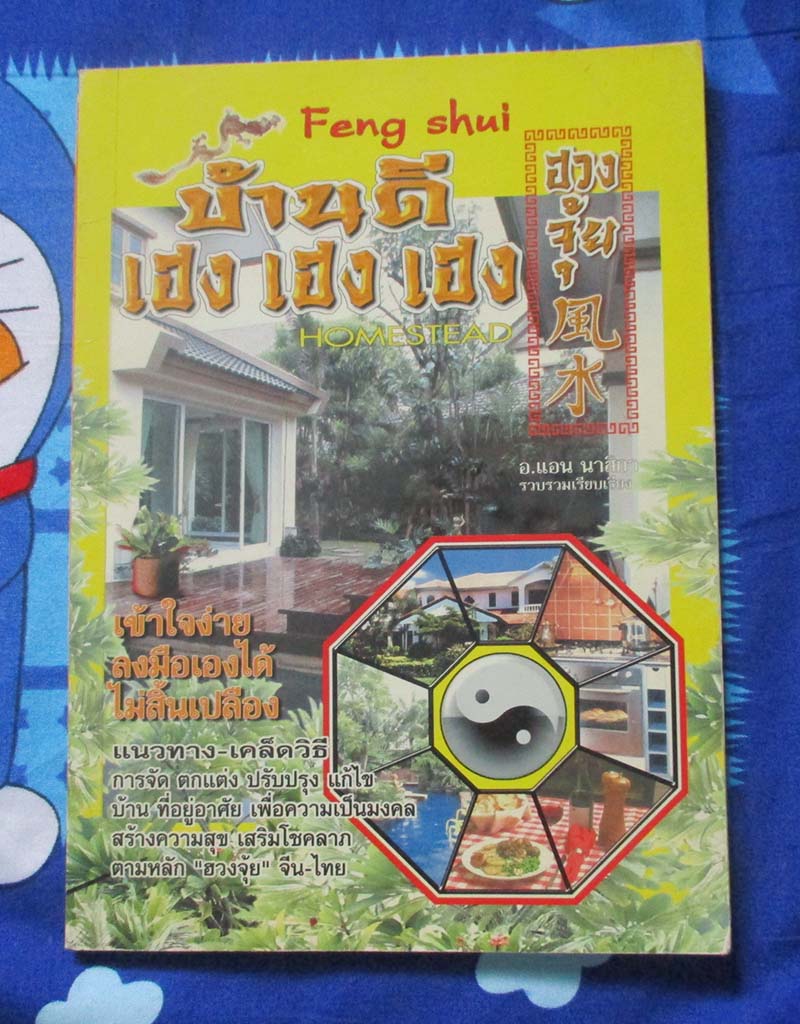 Feng shui
บ้านดี
เฮง เฮง เฮง
HOMESTEAD
ฮวง
จุ้ย
風
水
อ.แอน นาสิกา
รวบรวมเรียบเรียง
เข้าใจง่าย
ลงมือเองได้
ไม่สิ้นเปลือง
แนวทาง-เคล็ดวิธี
การจัด ตกแต่ง ปรับปรุง แก้ไข
บ้าน ที่อยู่อาศัย เพื่อความเป็นมงคล
สร้างความสุข เสริมโชคลาภ
ตามหลัก "ฮวงจุ้ย" จีน-ไทย